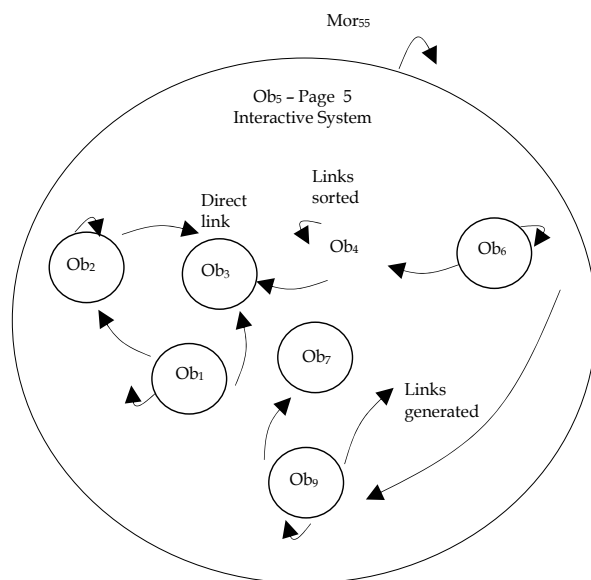 Mor₅₅
Ob₅ – Page 5
Interactive System
Links
sorted
Direct
link
Ob₂
Ob₃
Ob₄
Ob₆
Ob₁
Ob₇
Links
generated
Ob₉